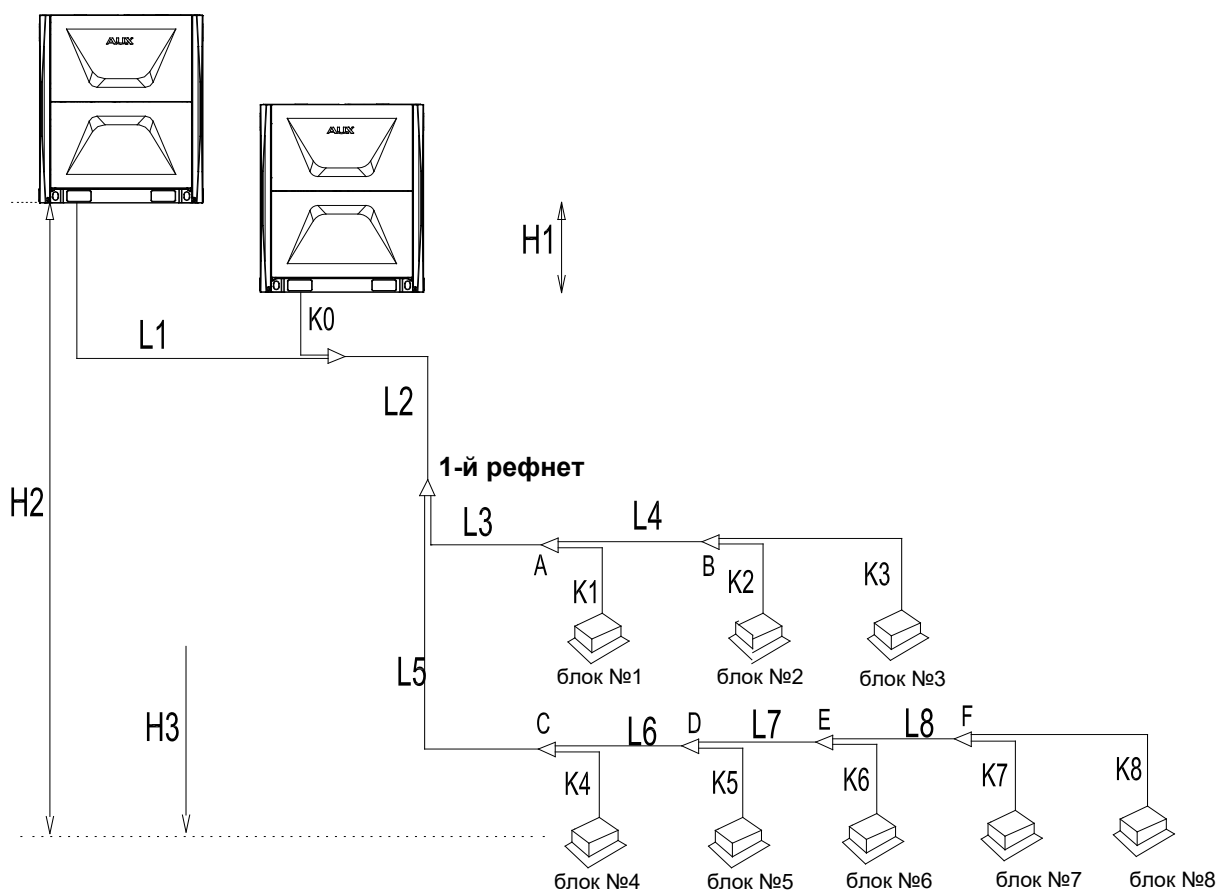 AUX
AUX
H1
K0
L1
L2
1-й рефнет
H2
L3
L4
A
B
K1
K2
K3
блок №1
блок №2
блок №3
L5
H3
C
L6
D
L7
E
L8
F
K4
K5
K6
K7
K8
блок №4
блок №5
блок №6
блок №7
блок №8